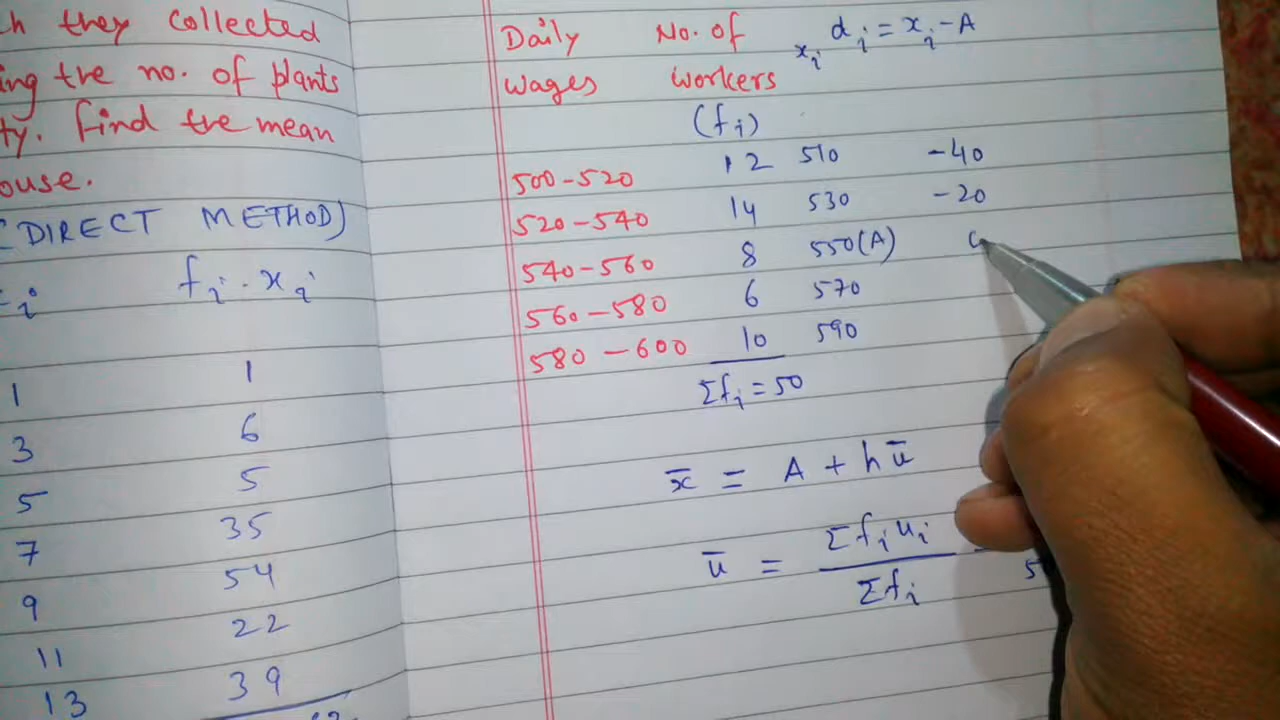 they collected
the no. of plants
Find the mean
(DIRECT METHOD)
fi . xi
1 1
3 6
5 5
7 35
9 54
11 22
13 39
Daily No. of xi di = xi - A
wages workers
(fi)
500-520 12 510 -40
520-540 14 530 -20
540-560 8 550(A)
560-580 6 570
580-600 10 590
Σfi = 50
x̄ = A + hū
ū = Σfiui
Σfi